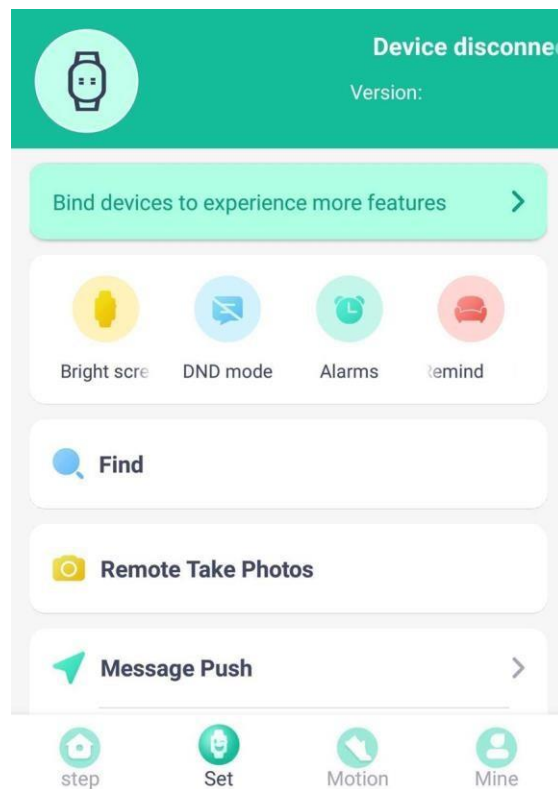 Device disconne
Version:
Bind devices to experience more features
Bright scre
DND mode
Alarms
Remind
Find
Remote Take Photos
Message Push
step
Set
Motion
Mine